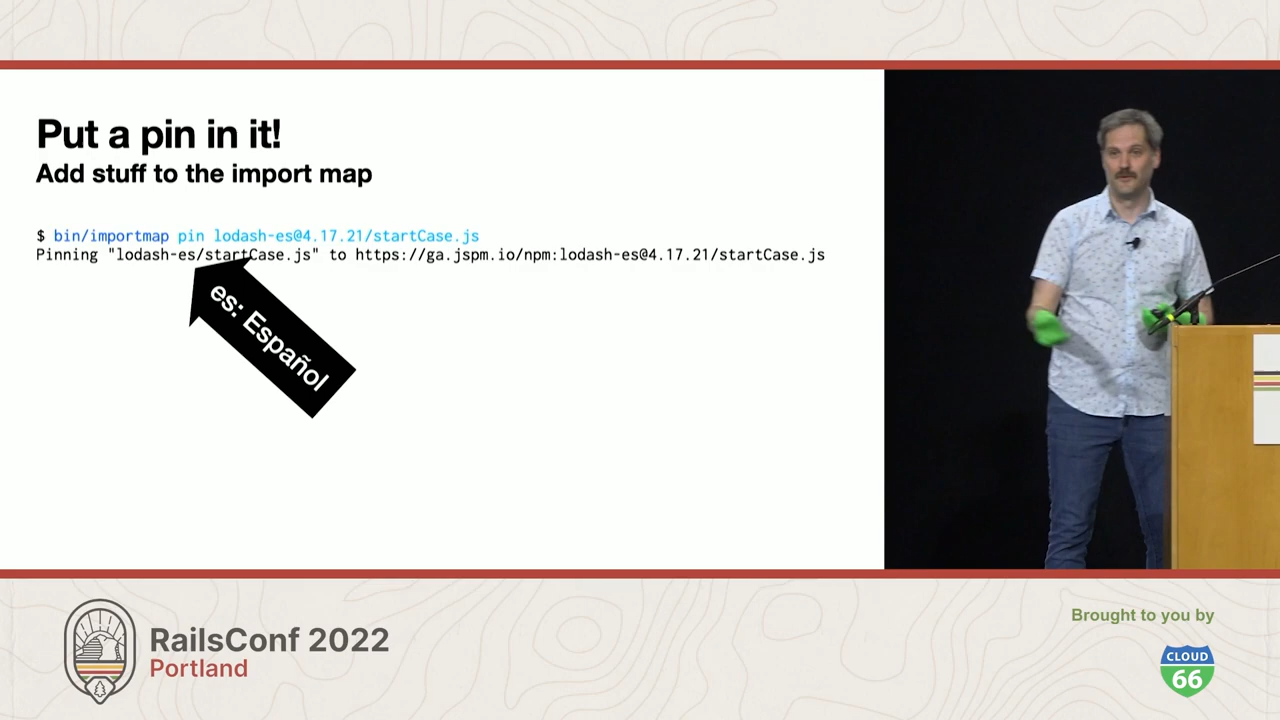 Put a pin in it!
Add stuff to the import map
$ bin/importmap pin lodash-es@4.17.21/startCase.js
Pinning "lodash-es/startCase.js" to https://ga.jspm.io/npm:lodash-es@4.17.21/startCase.js
es: Español
RailsConf 2022
Portland
Brought to you by
CLOUD
66